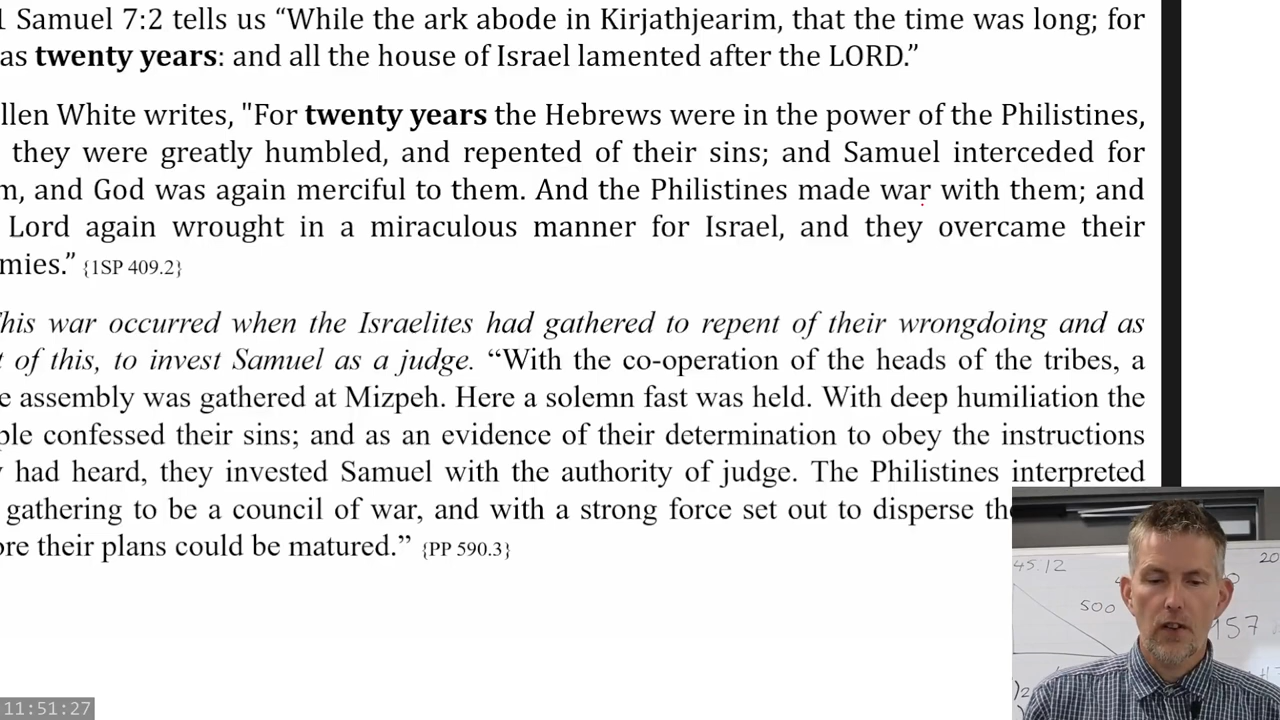 1 Samuel 7:2 tells us “While the ark abode in Kirjathjearim, that the time was long; for
as twenty years: and all the house of Israel lamented after the LORD.”
llen White writes, "For twenty years the Hebrews were in the power of the Philistines,
they were greatly humbled, and repented of their sins; and Samuel interceded for
m, and God was again merciful to them. And the Philistines made war with them; and
Lord again wrought in a miraculous manner for Israel, and they overcame their
mies.” {1SP 409.2}
his war occurred when the Israelites had gathered to repent of their wrongdoing and as
t of this, to invest Samuel as a judge. “With the co-operation of the heads of the tribes, a
e assembly was gathered at Mizpeh. Here a solemn fast was held. With deep humiliation the
ple confessed their sins; and as an evidence of their determination to obey the instructions
y had heard, they invested Samuel with the authority of judge. The Philistines interpreted
gathering to be a council of war, and with a strong force set out to disperse the
ore their plans could be matured.” {PP 590.3}
45.12
20
500
157
11:51:27